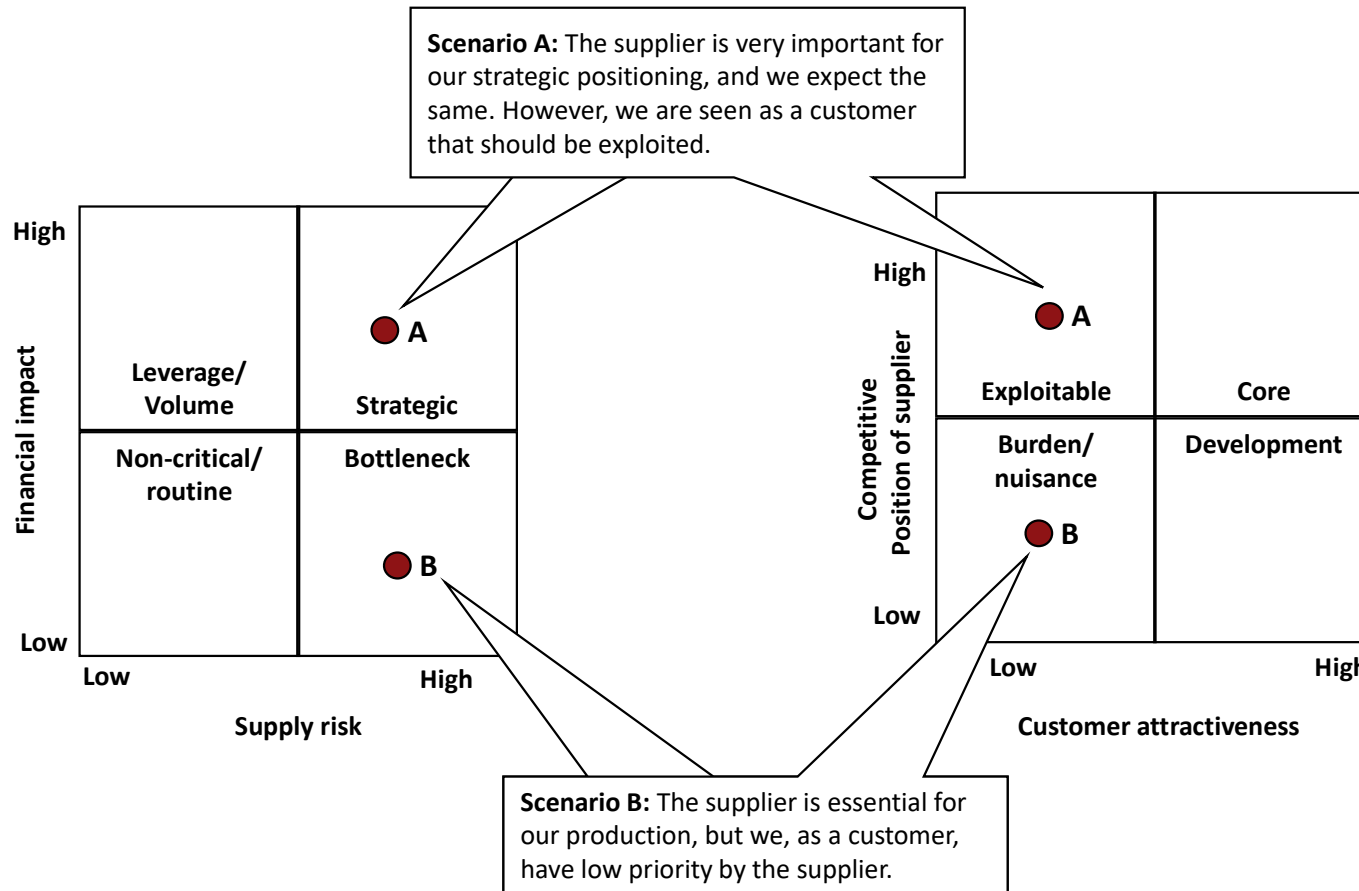 Scenario A: The supplier is very important for
our strategic positioning, and we expect the
same. However, we are seen as a customer
that should be exploited.
High
Financial impact
Low
Leverage/
Volume
A
Strategic
Non-critical/
routine
Bottleneck
B
Low
High
Supply risk
High
Competitive
Position of supplier
Low
A
Exploitable
Core
Burden/
nuisance
Development
B
Low
High
Customer attractiveness
Scenario B: The supplier is essential for
our production, but we, as a customer,
have low priority by the supplier.